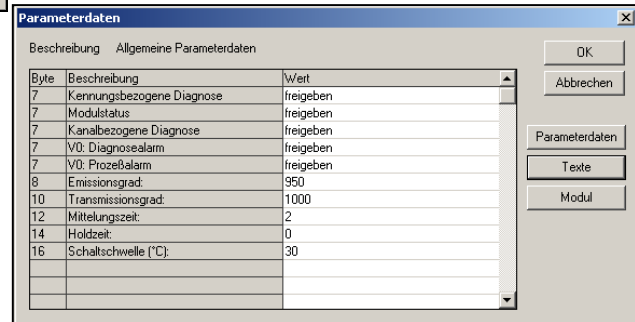 Parameterdaten
Beschreibung Allgemeine Parameterdaten
OK
Abbrechen
Parameterdaten
Texte
Modul
Byte Beschreibung Wert
7 Kennungsbezogene Diagnose freigeben
7 Modulstatus freigeben
7 Kanalbezogene Diagnose freigeben
7 V0: Diagnosealarm freigeben
7 V0: Prozeßalarm freigeben
8 Emissionsgrad: 950
10 Transmissionsgrad: 1000
12 Mittelungszeit: 2
14 Holdzeit: 0
16 Schaltschwelle (°C): 30